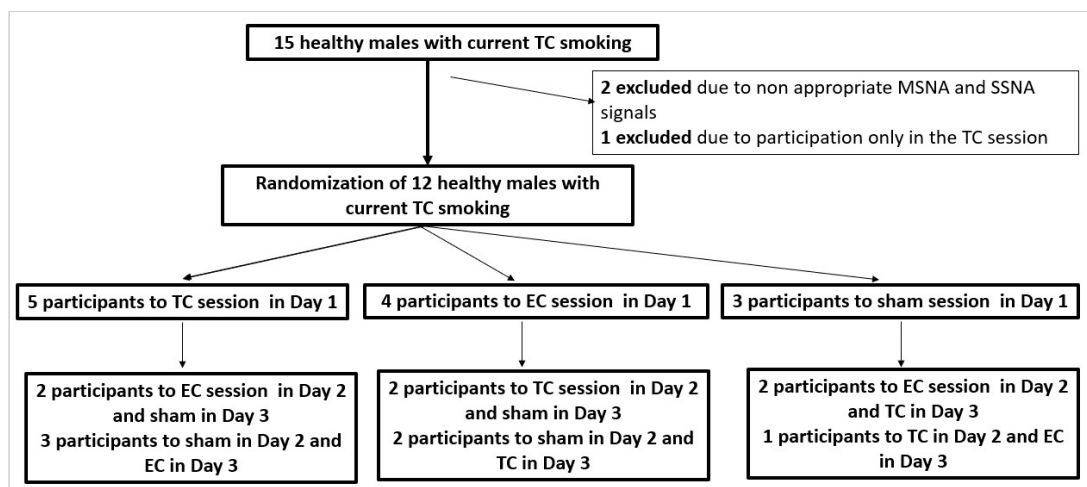 15 healthy males with current TC smoking
2 excluded due to non appropriate MSNA and SSNA
signals
1 excluded due to participation only in the TC session
Randomization of 12 healthy males with
current TC smoking
5 participants to TC session in Day 1
4 participants to EC session in Day 1
3 participants to sham session in Day 1
2 participants to EC session in Day 2
and sham in Day 3
3 participants to sham in Day 2 and
EC in Day 3
2 participants to TC session in Day 2
and sham in Day 3
2 participants to sham in Day 2 and
TC in Day 3
2 participants to EC session in Day 2
and TC in Day 3
1 participants to TC in Day 2 and EC
in Day 3